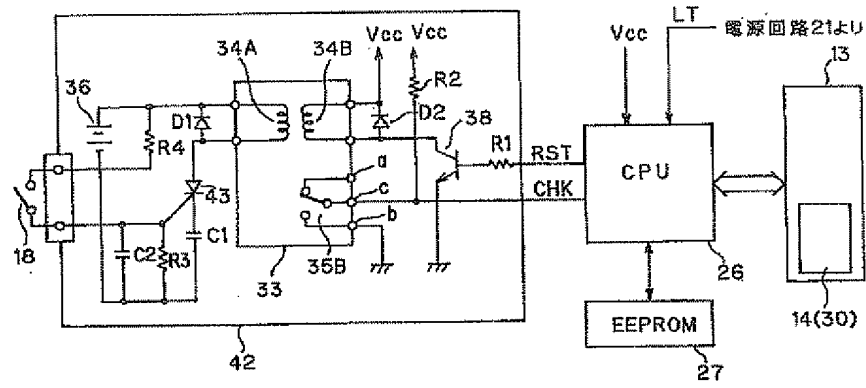 34A 34B Vcc Vcc
Vcc
LT 電源回路21より
13
36
D1
R4
R2
D2
38
R1 RST
CPU
a
c
b
CHK
43
18
C2 R3 C1
33
35B
26
14(30)
42
EEPROM
27